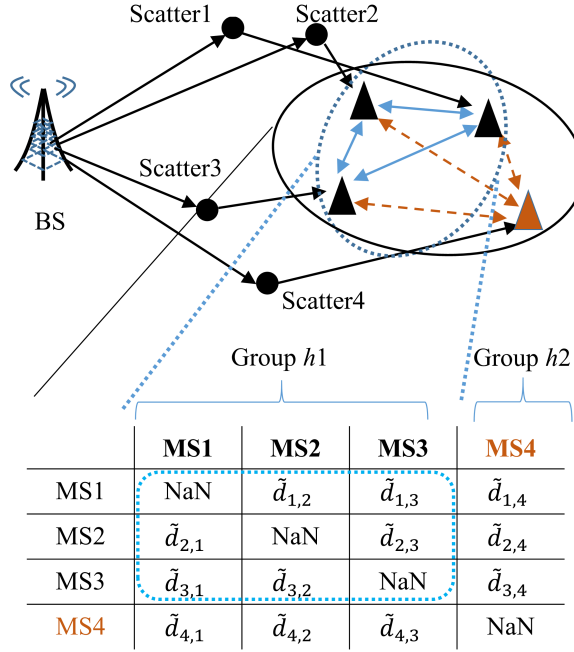 Scatter1 Scatter2
Scatter3
BS
Scatter4
Group h1 Group h2
MS1 MS2 MS3 MS4
MS1 NaN d̃1,2 d̃1,3 d̃1,4
MS2 d̃2,1 NaN d̃2,3 d̃2,4
MS3 d̃3,1 d̃3,2 NaN d̃3,4
MS4 d̃4,1 d̃4,2 d̃4,3 NaN